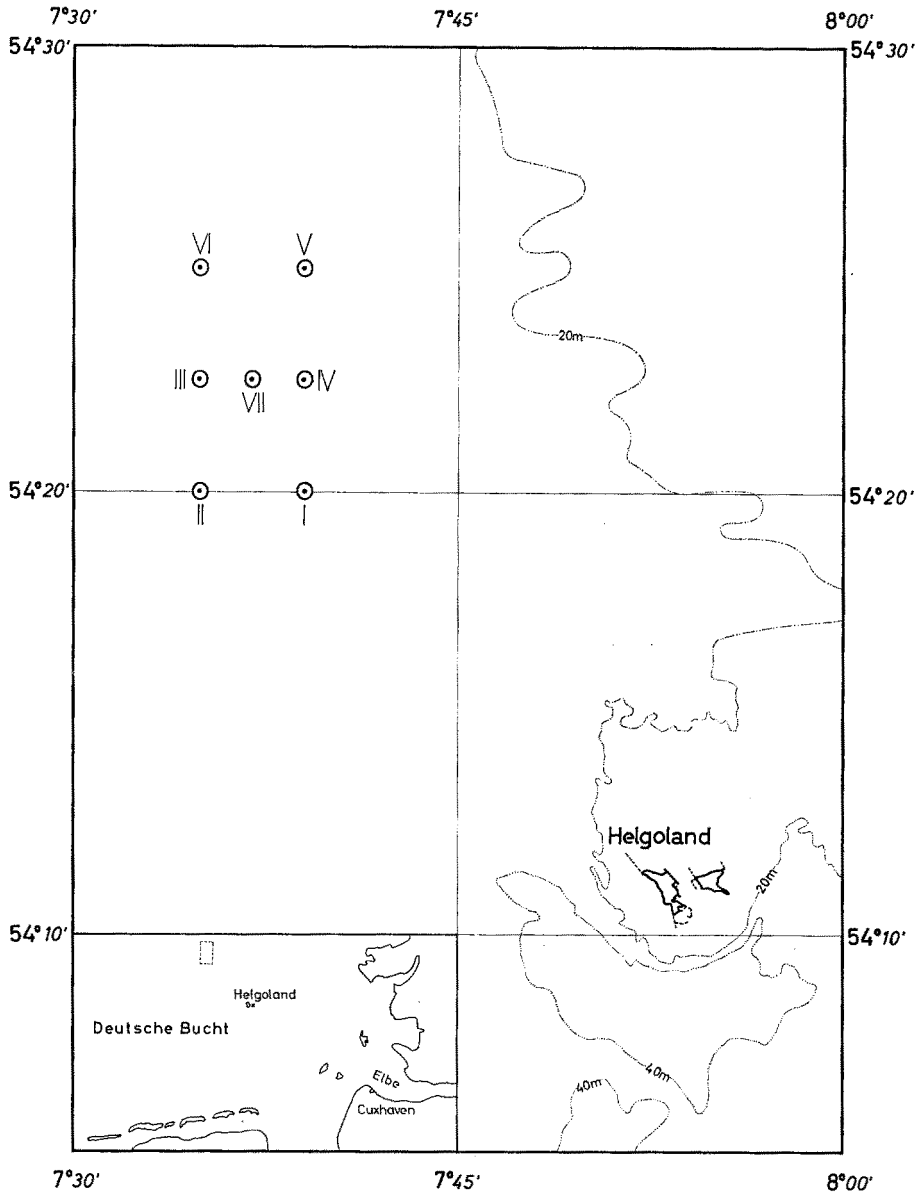 7°30'
7°45'
8°00'
54°30'
54°30'
VI
V
20m
III
VII
IV
54°20'
54°20'
II
I
Helgoland
20m
54°10'
54°10'
Helgoland
Deutsche Bucht
Elbe
Cuxhaven
40m
40m
7°30'
7°45'
8°00'